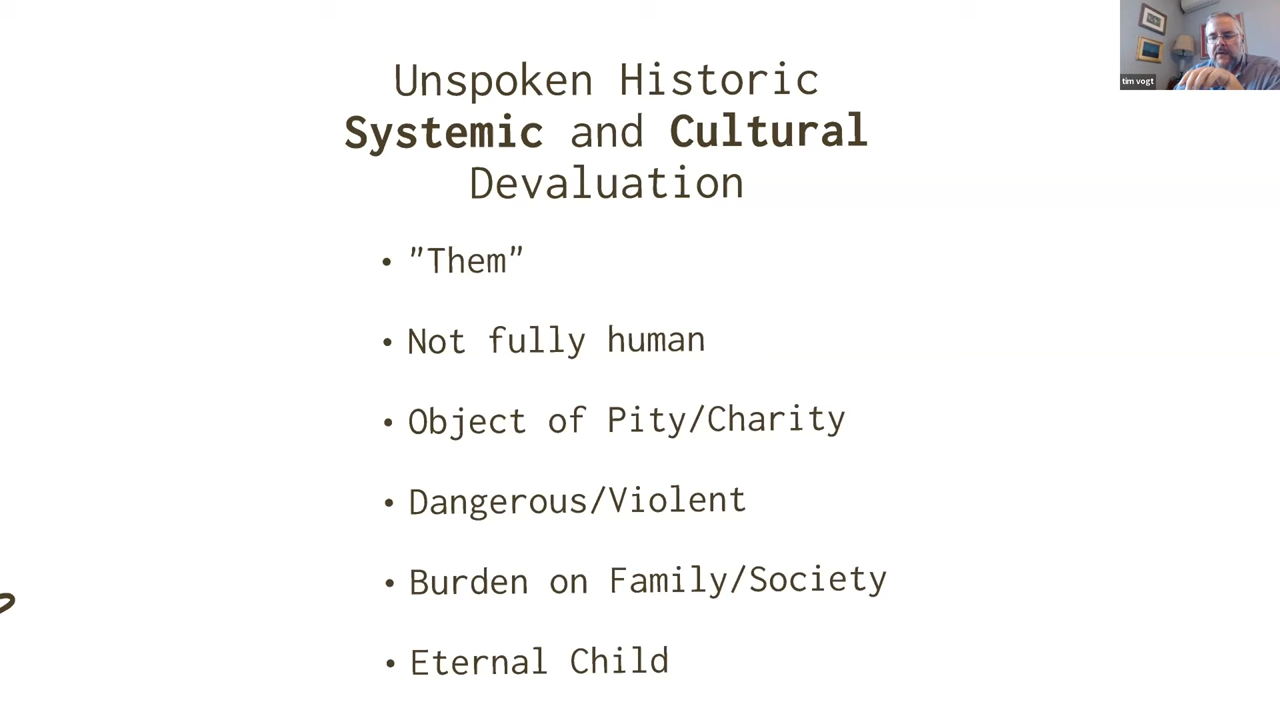 Unspoken Historic
Systemic and Cultural
Devaluation
• "Them"
• Not fully human
• Object of Pity/Charity
• Dangerous/Violent
• Burden on Family/Society
• Eternal Child
tim vogt